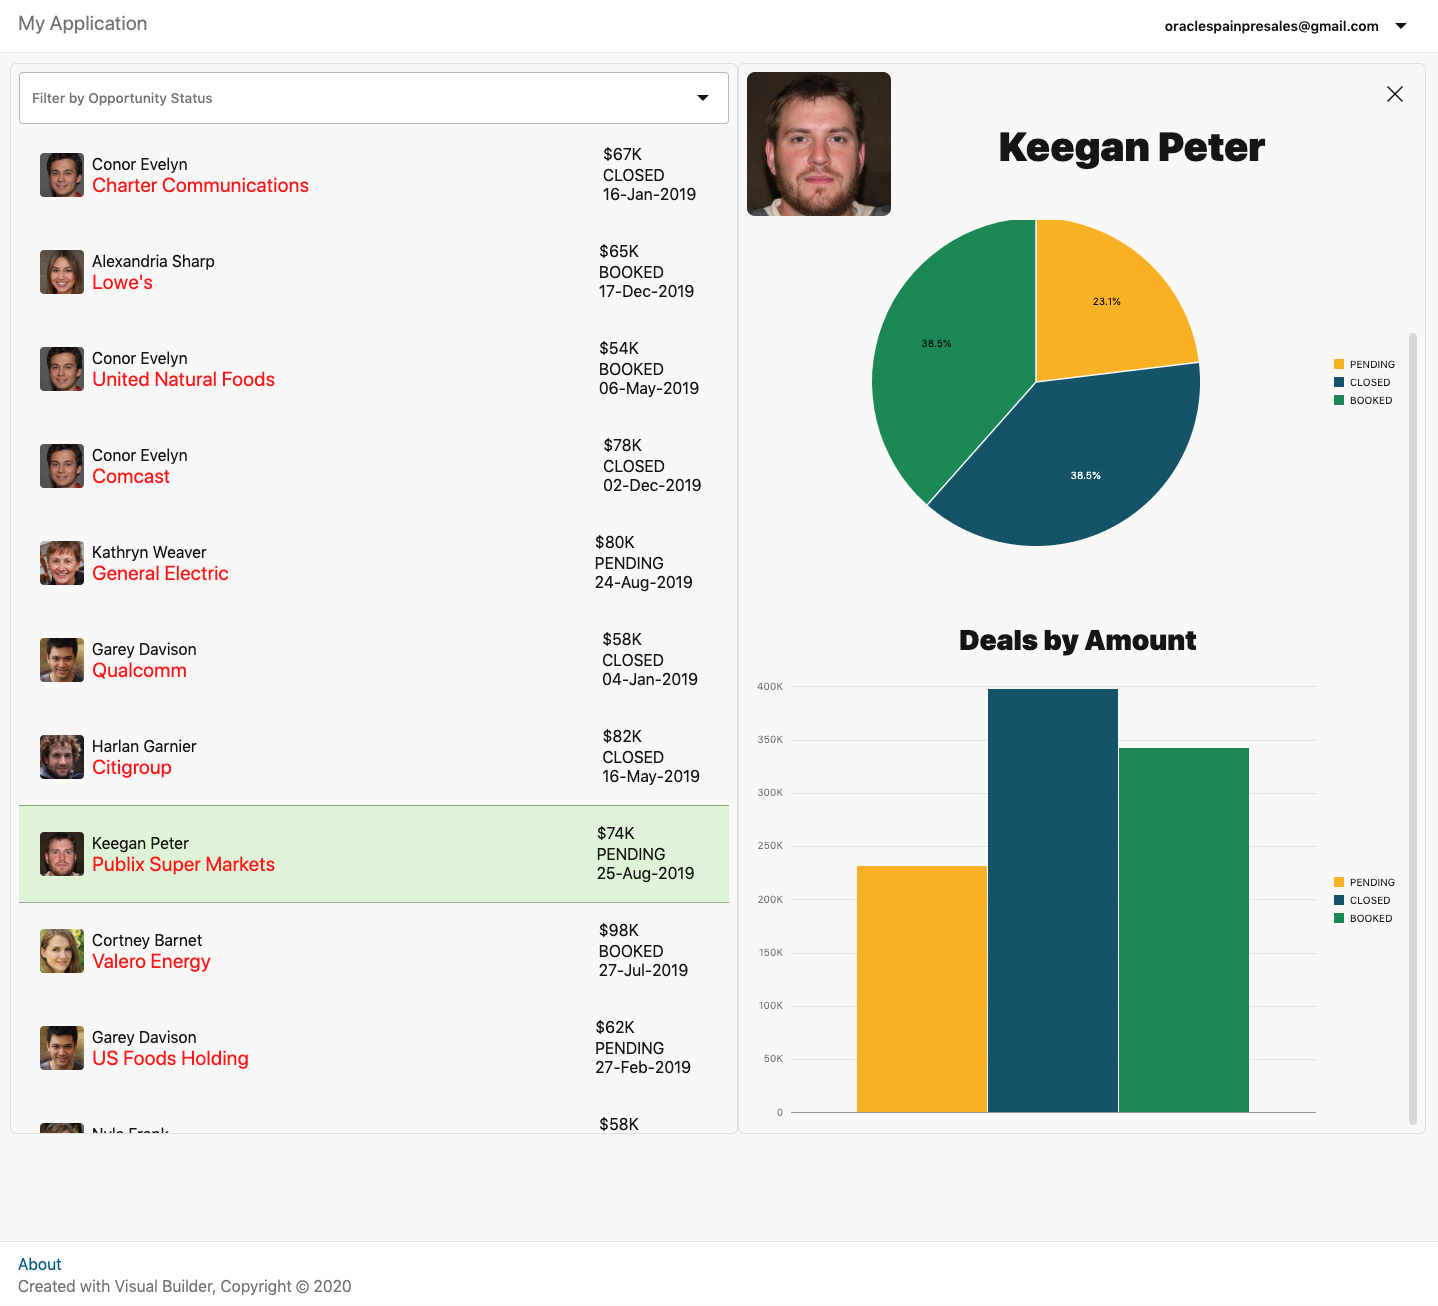 My Application
oraclespainpresales@gmail.com
Filter by Opportunity Status
Conor Evelyn
Charter Communications
$67K
CLOSED
16-Jan-2019
Alexandria Sharp
Lowe's
$65K
BOOKED
17-Dec-2019
Conor Evelyn
United Natural Foods
$54K
BOOKED
06-May-2019
Conor Evelyn
Comcast
$78K
CLOSED
02-Dec-2019
Kathryn Weaver
General Electric
$80K
PENDING
24-Aug-2019
Garey Davison
Qualcomm
$58K
CLOSED
04-Jan-2019
Harlan Garnier
Citigroup
$82K
CLOSED
16-May-2019
Keegan Peter
Publix Super Markets
$74K
PENDING
25-Aug-2019
Cortney Barnet
Valero Energy
$98K
BOOKED
27-Jul-2019
Garey Davison
US Foods Holding
$62K
PENDING
27-Feb-2019
$58K
Keegan Peter
23.1%
38.5%
38.5%
PENDING
CLOSED
BOOKED
Deals by Amount
400K
350K
300K
250K
200K
150K
100K
50K
0
PENDING
CLOSED
BOOKED
About
Created with Visual Builder, Copyright © 2020